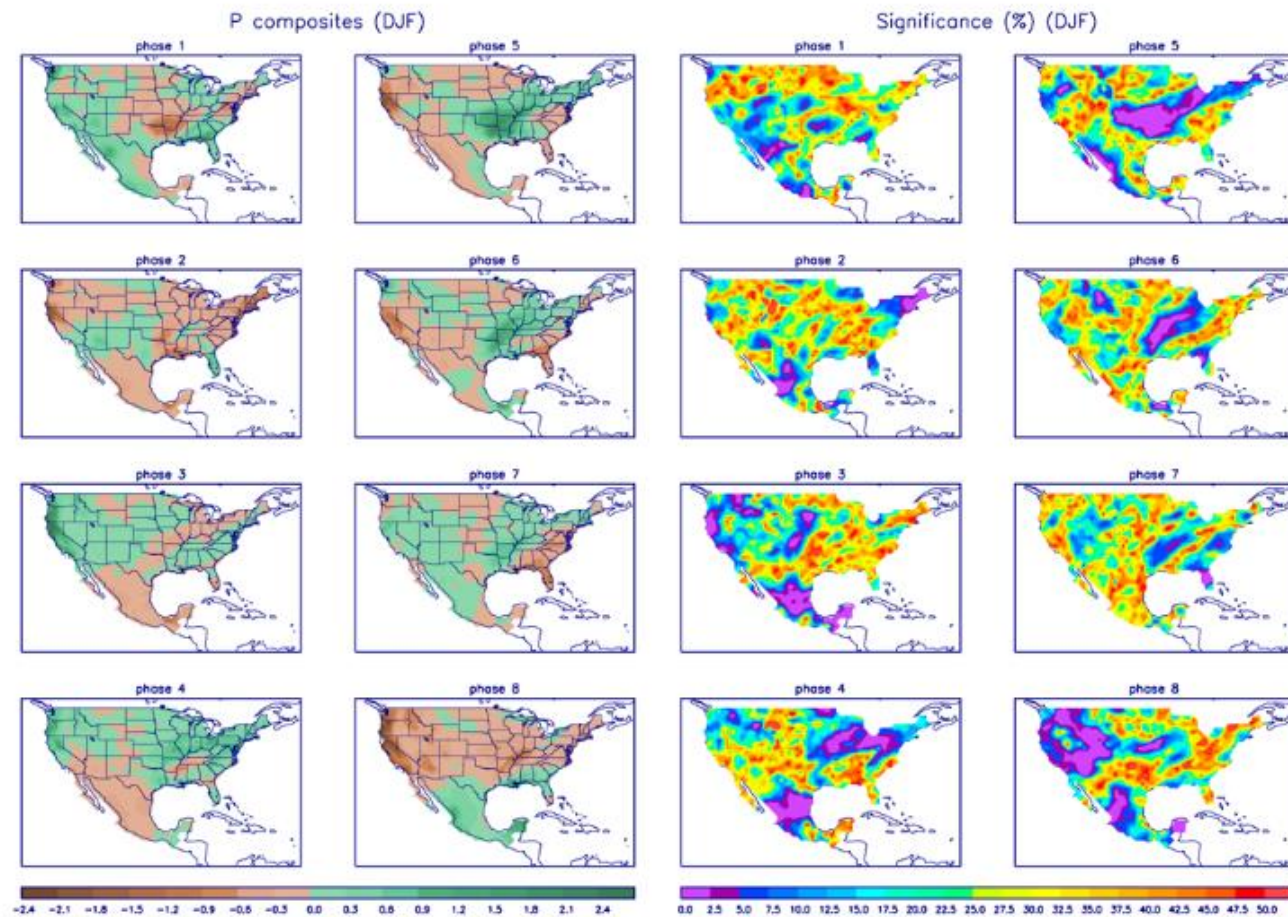 P composites (DJF) Significance (%) (DJF)
phase 1 phase 5 phase 1 phase 5
phase 2 phase 6 phase 2 phase 6
phase 3 phase 7 phase 3 phase 7
phase 4 phase 8 phase 4 phase 8
-2.4 -2.1 -1.8 -1.5 -1.2 -0.9 -0.6 -0.5 0.0 0.3 0.6 0.9 1.2 1.5 1.8 2.1 2.4 0.0 2.5 5.0 7.5 10.0 12.5 15.0 17.5 20.0 22.5 25.0 27.5 30.0 32.5 35.0 37.5 40.0 42.5 45.0 47.5 50.0